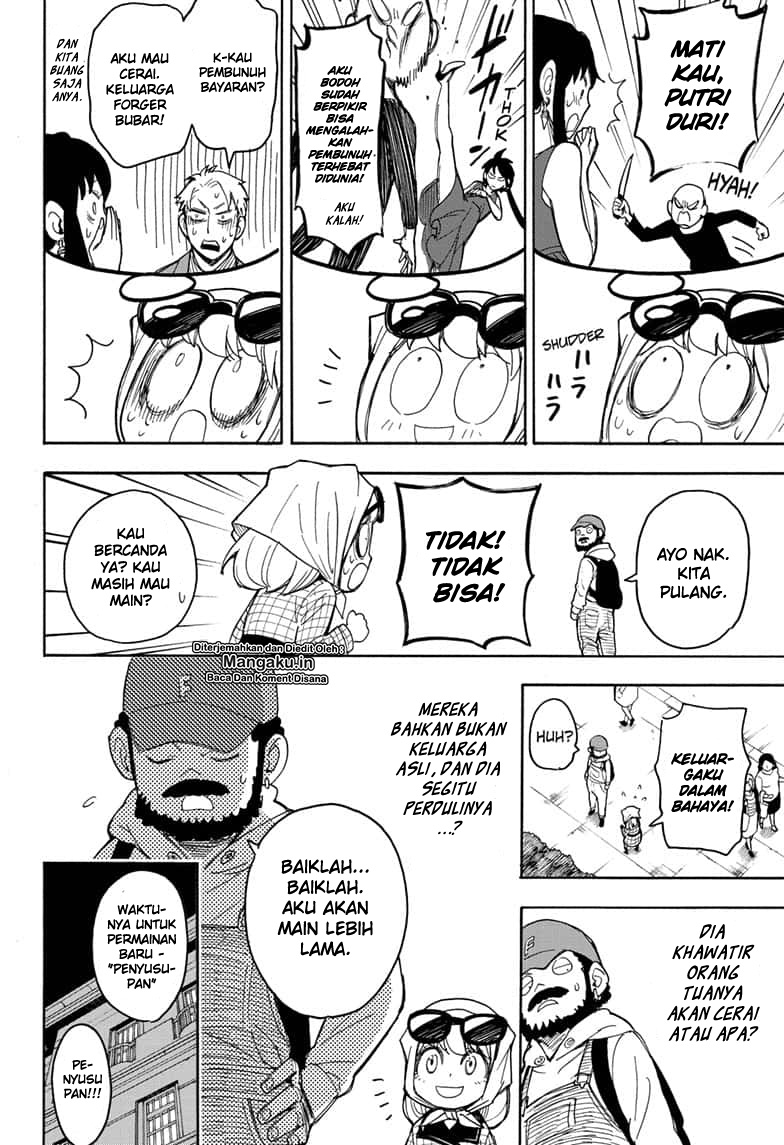 MATI
KAU,
PUTRI
DURI!
HYAH!
SHUDDER
ハラ
ガーン
THOK
AKU
BODOH
SUDAH
BERPIKIR
BISA
MENGALAH-
KAN
PEMBUNUH
TERHEBAT
DIDUNIA!
AKU
KALAH!
K-KAU
PEMBUNUH
BAYARAN?
AKU MAU
CERAI.
KELUARGA
FORGER
BUBAR!
DAN
KITA
BUANG
SAJA
ANYA.
AYO NAK.
KITA
PULANG.
TIDAK!
TIDAK
BISA!
KAU
BERCANDA
YA? KAU
MASIH MAU
MAIN?
Diterjemahkan dan Diedit Oleh :
Mangaku.in
Baca Dan Koment Disana
KELUAR-
GAKU
DALAM
BAHAYA!
HUH?
MEREKA
BAHKAN BUKAN
KELUARGA
ASLI, DAN DIA
SEGITU
PERDULINYA
...?
DIA
KHAWATIR
ORANG
TUANYA
AKAN CERAI
ATAU APA?
BAIKLAH...
BAIKLAH.
AKU AKAN
MAIN LEBIH
LAMA.
WAKTU-
NYA UNTUK
PERMAINAN
BARU -
"PENYUSU-
PAN"
PE-
NYUSU
PAN!!!